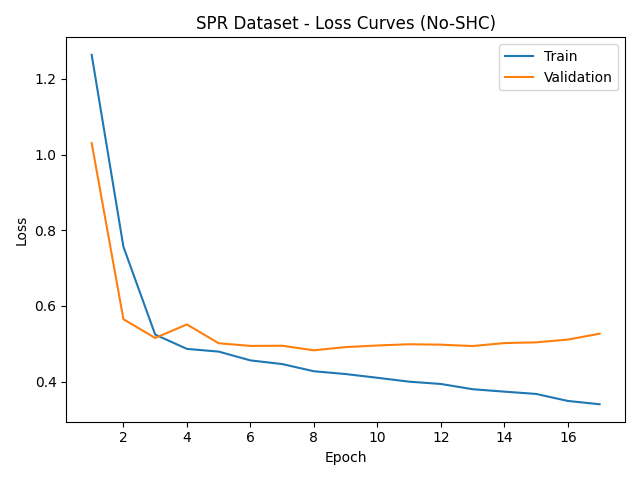 SPR Dataset - Loss Curves (No-SHC)
Train
Validation
1.2
1.0
0.8
0.6
0.4
Loss
2 4 6 8 10 12 14 16
Epoch